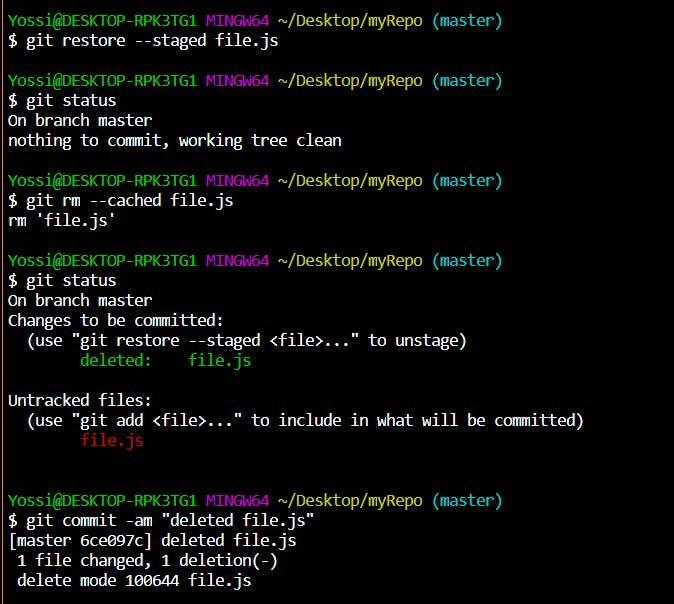 Yossi@DESKTOP-RPK3TG1 MINGW64 ~/Desktop/myRepo (master)
$ git restore --staged file.js
Yossi@DESKTOP-RPK3TG1 MINGW64 ~/Desktop/myRepo (master)
$ git status
On branch master
nothing to commit, working tree clean
Yossi@DESKTOP-RPK3TG1 MINGW64 ~/Desktop/myRepo (master)
$ git rm --cached file.js
rm 'file.js'
Yossi@DESKTOP-RPK3TG1 MINGW64 ~/Desktop/myRepo (master)
$ git status
On branch master
Changes to be committed:
  (use "git restore --staged <file>..." to unstage)
        deleted:    file.js
Untracked files:
  (use "git add <file>..." to include in what will be committed)
        file.js
Yossi@DESKTOP-RPK3TG1 MINGW64 ~/Desktop/myRepo (master)
$ git commit -am "deleted file.js"
[master 6ce097c] deleted file.js
 1 file changed, 1 deletion(-)
 delete mode 100644 file.js